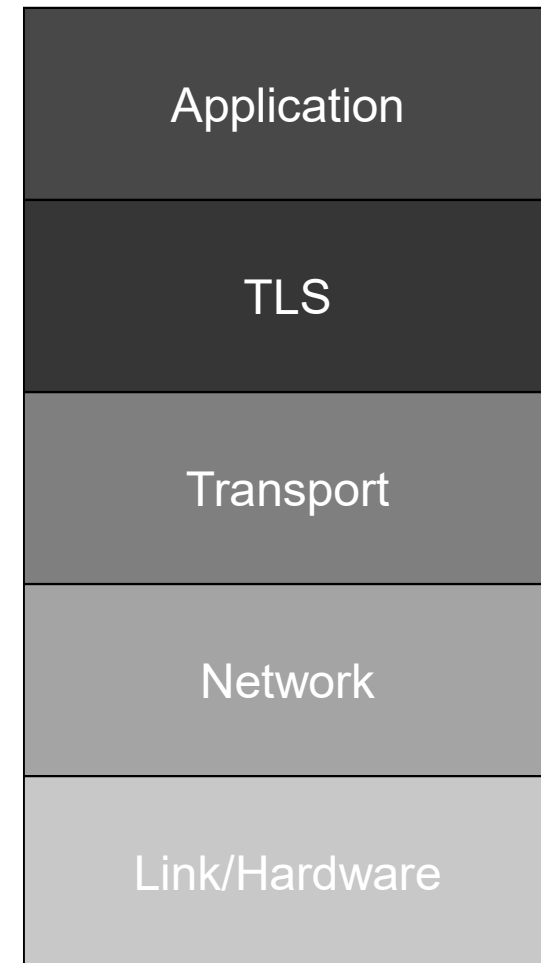 Application
TLS
Transport
Network
Link/Hardware